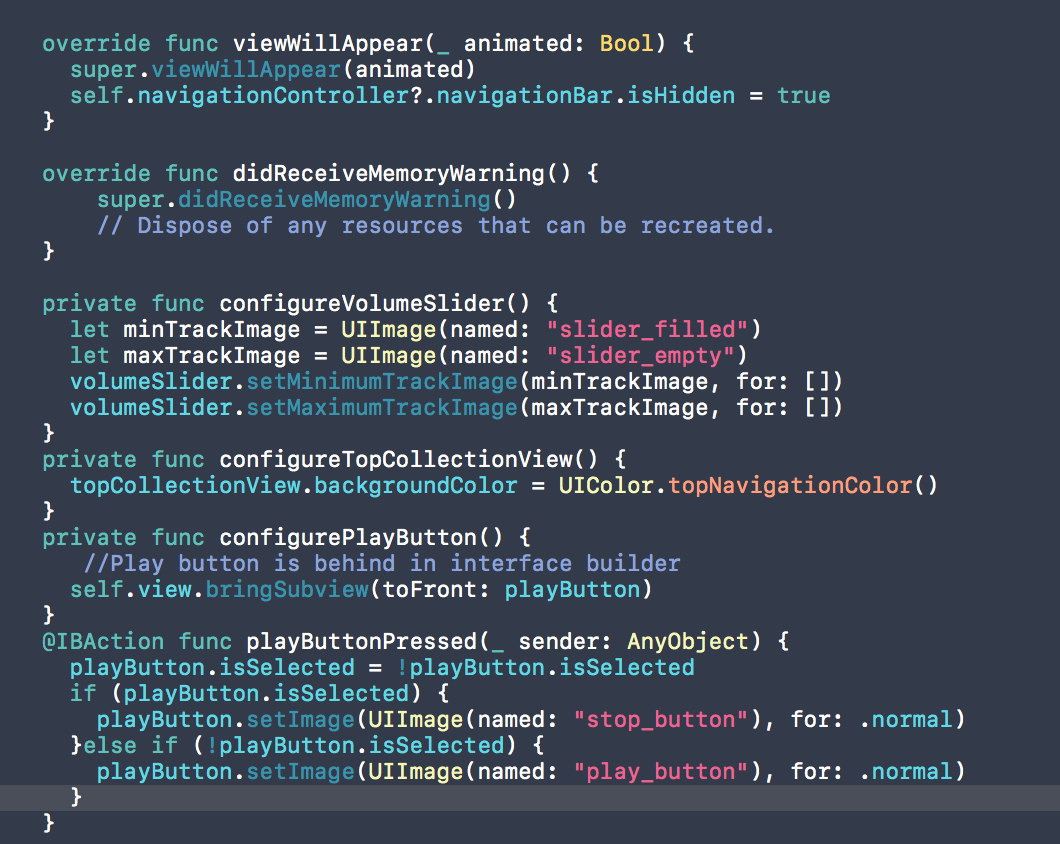 override func viewWillAppear(_ animated: Bool) {
  super.viewWillAppear(animated)
  self.navigationController?.navigationBar.isHidden = true
}

override func didReceiveMemoryWarning() {
    super.didReceiveMemoryWarning()
    // Dispose of any resources that can be recreated.
}

private func configureVolumeSlider() {
  let minTrackImage = UIImage(named: "slider_filled")
  let maxTrackImage = UIImage(named: "slider_empty")
  volumeSlider.setMinimumTrackImage(minTrackImage, for: [])
  volumeSlider.setMaximumTrackImage(maxTrackImage, for: [])
}
private func configureTopCollectionView() {
  topCollectionView.backgroundColor = UIColor.topNavigationColor()
}
private func configurePlayButton() {
   //Play button is behind in interface builder
  self.view.bringSubview(toFront: playButton)
}
@IBAction func playButtonPressed(_ sender: AnyObject) {
  playButton.isSelected = !playButton.isSelected
  if (playButton.isSelected) {
    playButton.setImage(UIImage(named: "stop_button"), for: .normal)
  }else if (!playButton.isSelected) {
    playButton.setImage(UIImage(named: "play_button"), for: .normal)
  }
}